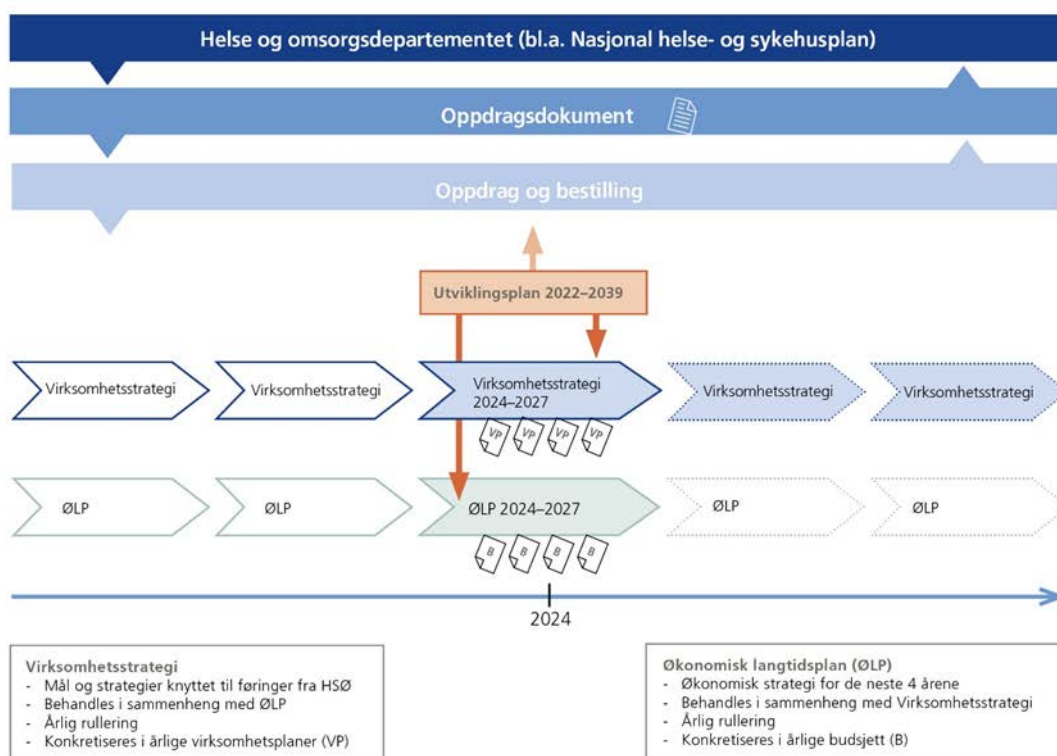 Helse og omsorgsdepartementet (bl.a. Nasjonal helse- og sykehusplan)
Oppdragsdokument
Oppdrag og bestilling
Utviklingsplan 2022–2039
Virksomhetsstrategi
Virksomhetsstrategi
Virksomhetsstrategi
2024–2027
Virksomhetsstrategi
Virksomhetsstrategi
VP
VP
VP
VP
ØLP
ØLP
ØLP 2024–2027
ØLP
ØLP
B
B
B
B
2024
Virksomhetsstrategi
- Mål og strategier knyttet til føringer fra HSØ
- Behandles i sammenheng med ØLP
- Årlig rullering
- Konkretiseres i årlige virksomhetsplaner (VP)
Økonomisk langtidsplan (ØLP)
- Økonomisk strategi for de neste 4 årene
- Behandles i sammenheng med Virksomhetsstrategi
- Årlig rullering
- Konkretiseres i årlige budsjett (B)